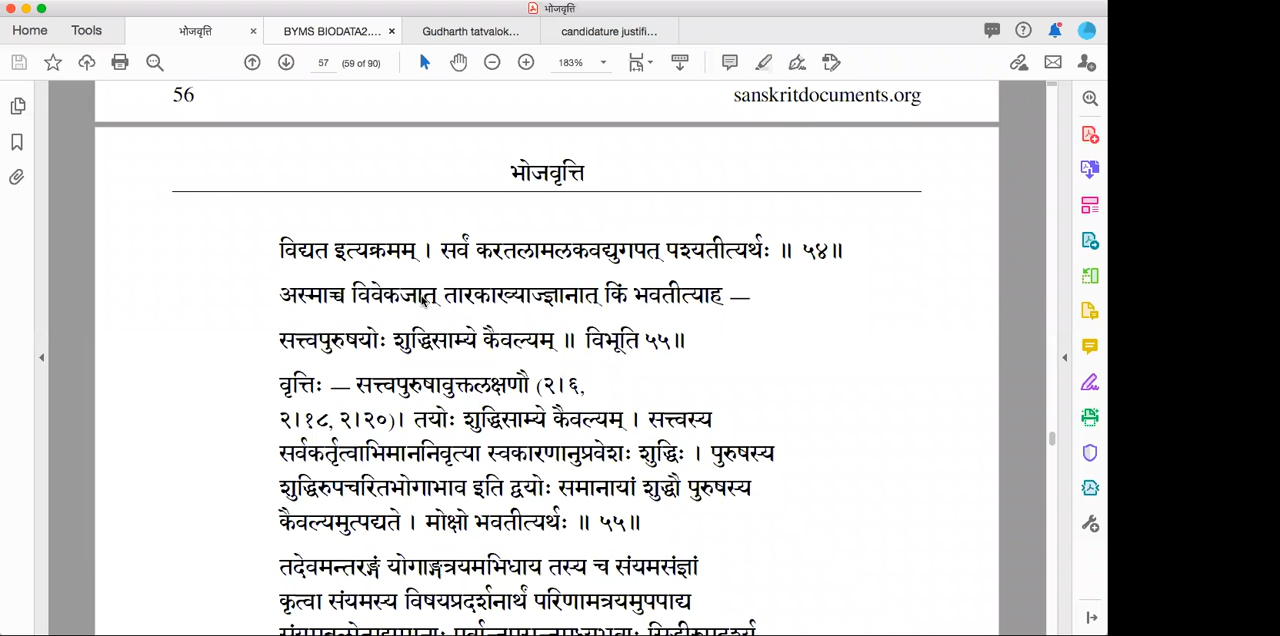 भोजवृत्ति
Home
Tools
भोजवृत्ति
BYMS BIODATA2....
Gudharth tatvalok...
candidature justifi...
57
(59 of 90)
183%
56
sanskritdocuments.org
भोजवृत्ति
विद्यत इत्यक्रमम् । सर्वं करतलामलकवद्युगपत् पश्यतीत्यर्थः ॥ ५४॥
अस्माच्च विवेकजात् तारकाख्याज्ज्ञानात् किं भवतीत्याह —
सत्त्वपुरुषयोः शुद्धिसाम्ये कैवल्यम् ॥ विभूति ५५॥
वृत्तिः — सत्त्वपुरुषावुक्तलक्षणौ (२।६,
२।१८, २।२०)। तयोः शुद्धिसाम्ये कैवल्यम् । सत्त्वस्य
सर्वकर्तृत्वाभिमाननिवृत्या स्वकारणानुप्रवेशः शुद्धिः । पुरुषस्य
शुद्धिरुपचरितभोगाभाव इति द्वयोः समानायां शुद्धौ पुरुषस्य
कैवल्यमुत्पद्यते । मोक्षो भवतीत्यर्थः ॥ ५५॥
तदेवमन्तरङ्गं योगाङ्गत्रयमभिधाय तस्य च संयमसंज्ञां
कृत्वा संयमस्य विषयप्रदर्शनार्थं परिणामत्रयमुपपाद्य